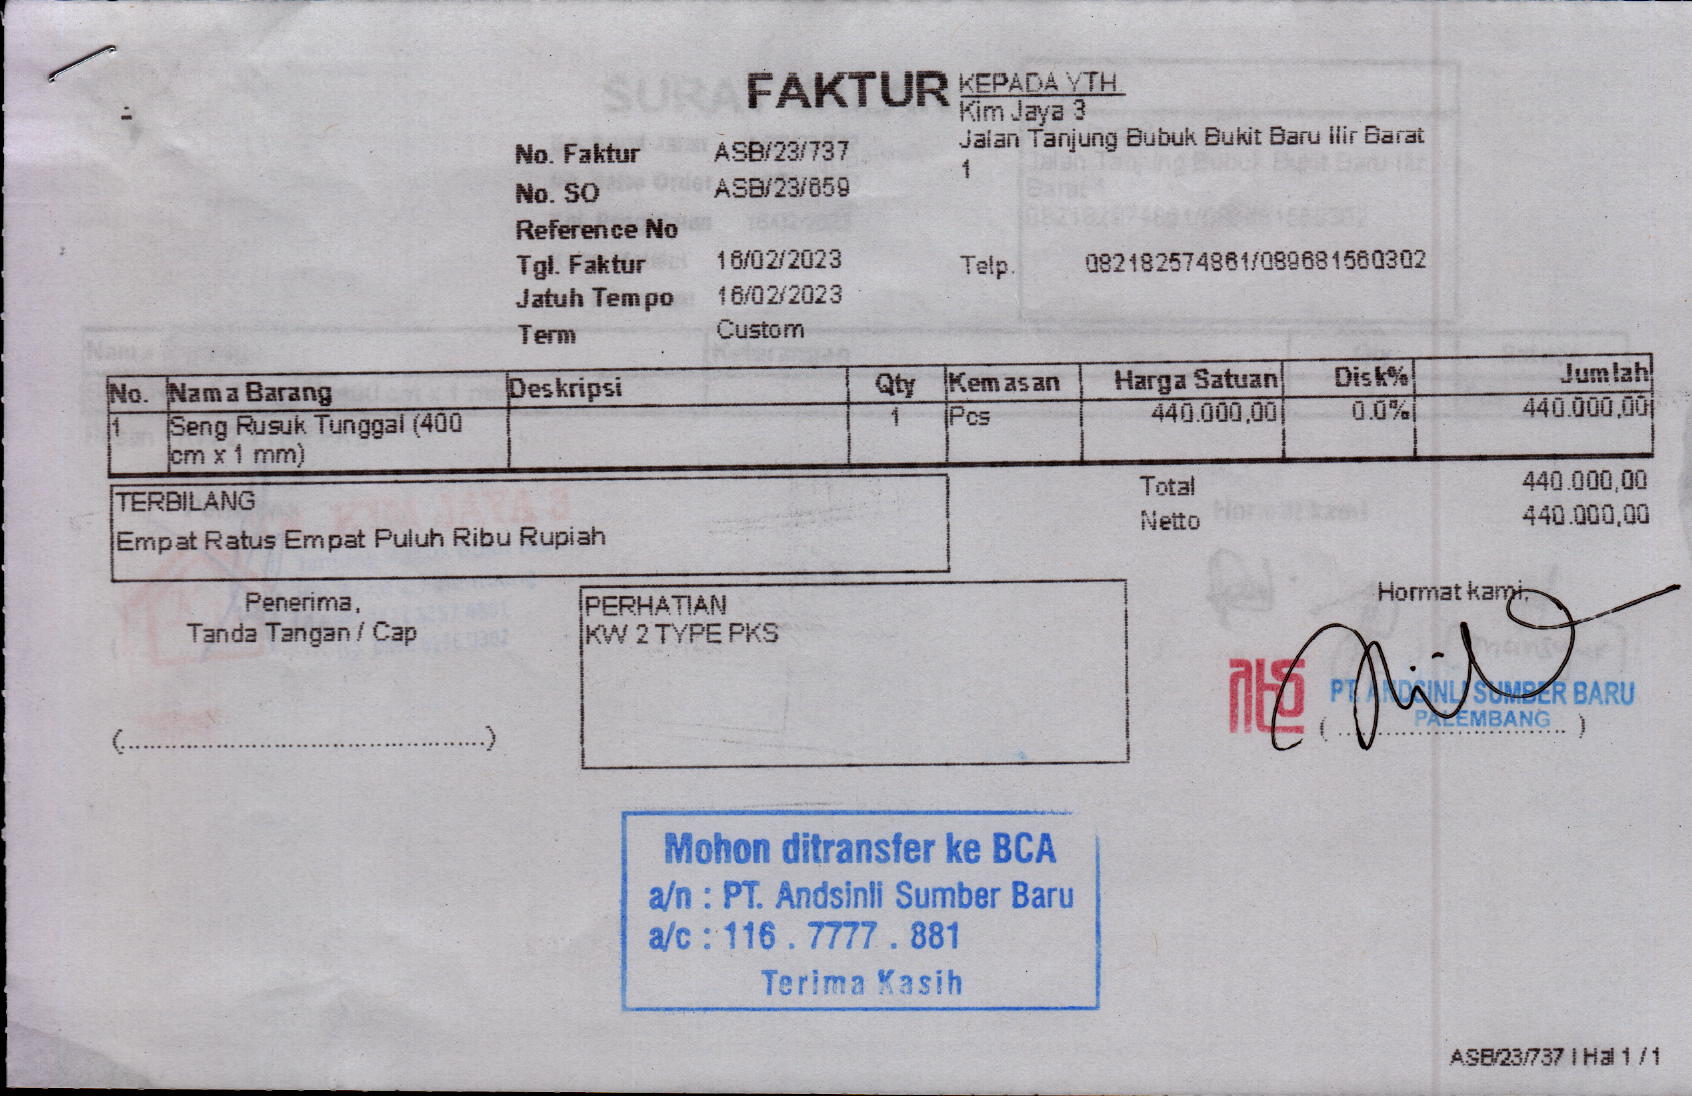 FAKTUR
KEPADA YTH
Kim Jaya 3
Jalan Tanjung Bubuk Bukit Baru Ilir Barat
1
No. Faktur ASB/23/737
No. SO ASB/23/659
Reference No
Tgl. Faktur 16/02/2023
Telp. 082182574861/089681560302
Jatuh Tempo 16/02/2023
Term Custom
No. Nama Barang Deskripsi Qty Kemasan Harga Satuan Disk% Jumlah
1 Seng Rusuk Tunggal (400 1 Pcs 440.000,00 0.0% 440.000,00
cm x 1 mm)
Total 440.000,00
Netto 440.000,00
TERBILANG
Empat Ratus Empat Puluh Ribu Rupiah
Penerima,
Tanda Tangan / Cap
(................................................)
PERHATIAN
KW 2 TYPE PKS
Hormat kami,
PT. ANDSINLI SUMBER BARU
PALEMBANG
(..............................)
Mohon ditransfer ke BCA
a/n : PT. Andsinli Sumber Baru
a/c : 116 . 7777 . 881
Terima Kasih
ASB/23/737 | Hal 1 / 1